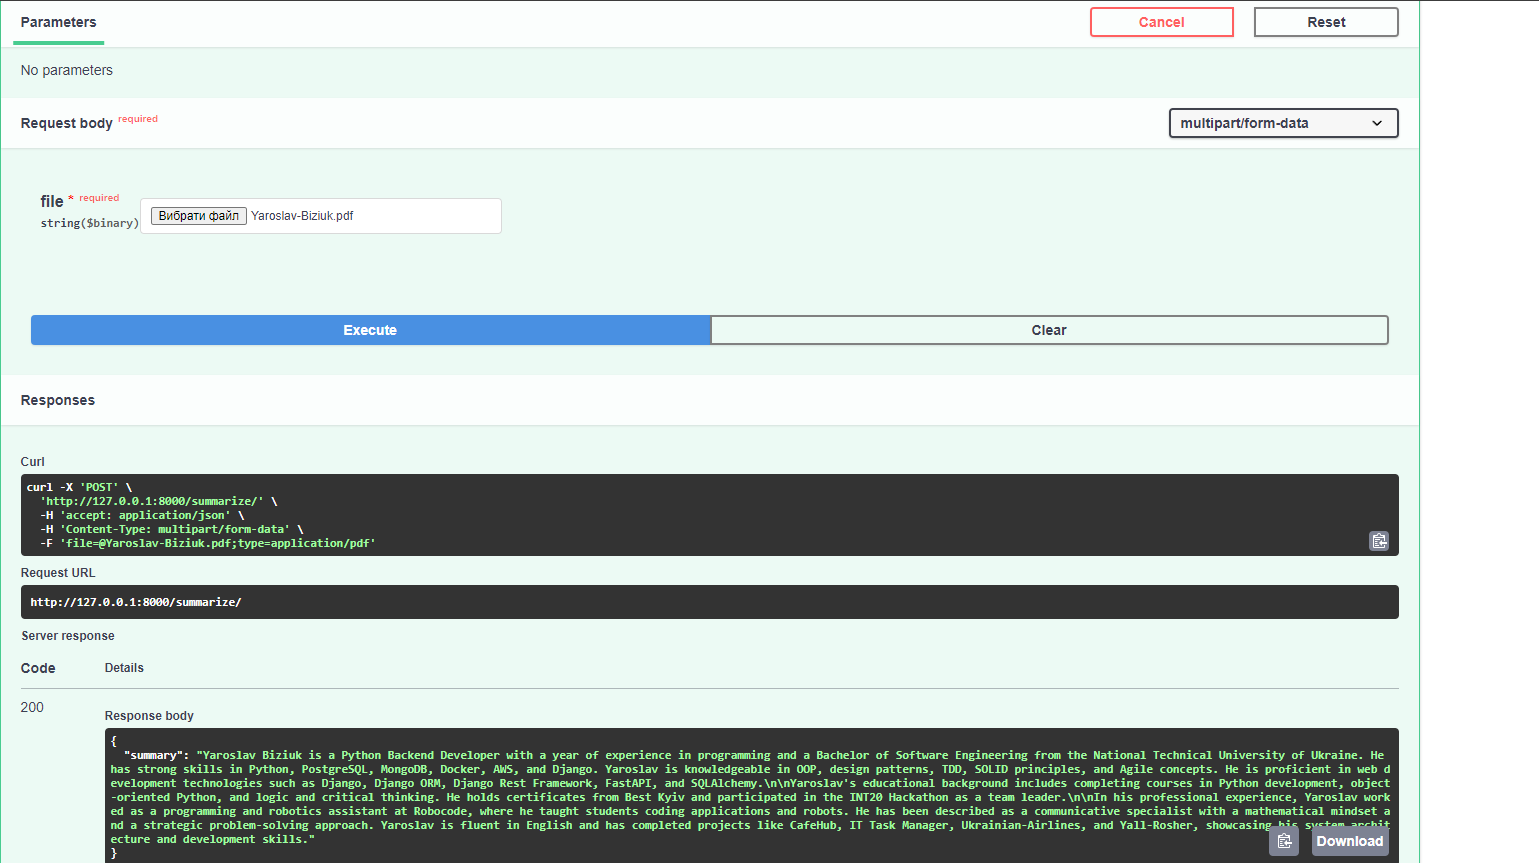 Parameters
Cancel
Reset
No parameters
Request body required
multipart/form-data
file * required
string($binary)
Вибрати файл Yaroslav-Biziuk.pdf
Execute
Clear
Responses
Curl
curl -X 'POST' \
'http://127.0.0.1:8000/summarize/' \
-H 'accept: application/json' \
-H 'Content-Type: multipart/form-data' \
-F 'file=@Yaroslav-Biziuk.pdf;type=application/pdf'
Request URL
http://127.0.0.1:8000/summarize/
Server response
Code
Details
200
Response body
{
"summary": "Yaroslav Biziuk is a Python Backend Developer with a year of experience in programming and a Bachelor of Software Engineering from the National Technical University of Ukraine. He
has strong skills in Python, PostgreSQL, MongoDB, Docker, AWS, and Django. Yaroslav is knowledgeable in OOP, design patterns, TDD, SOLID principles, and Agile concepts. He is proficient in web d
evelopment technologies such as Django, Django ORM, Django Rest Framework, FastAPI, and SQLAlchemy.\n\nYaroslav's educational background includes completing courses in Python development, object
-oriented Python, and logic and critical thinking. He holds certificates from Best Kyiv and participated in the INT20 Hackathon as a team leader.\n\nIn his professional experience, Yaroslav work
ed as a programming and robotics assistant at Robocode, where he taught students coding applications and robots. He has been described as a communicative specialist with a mathematical mindset a
nd a strategic problem-solving approach. Yaroslav is fluent in English and has completed projects like CafeHub, IT Task Manager, Ukrainian-Airlines, and Yall-Rosher, showcasing his system archit
ecture and development skills."
}
Download